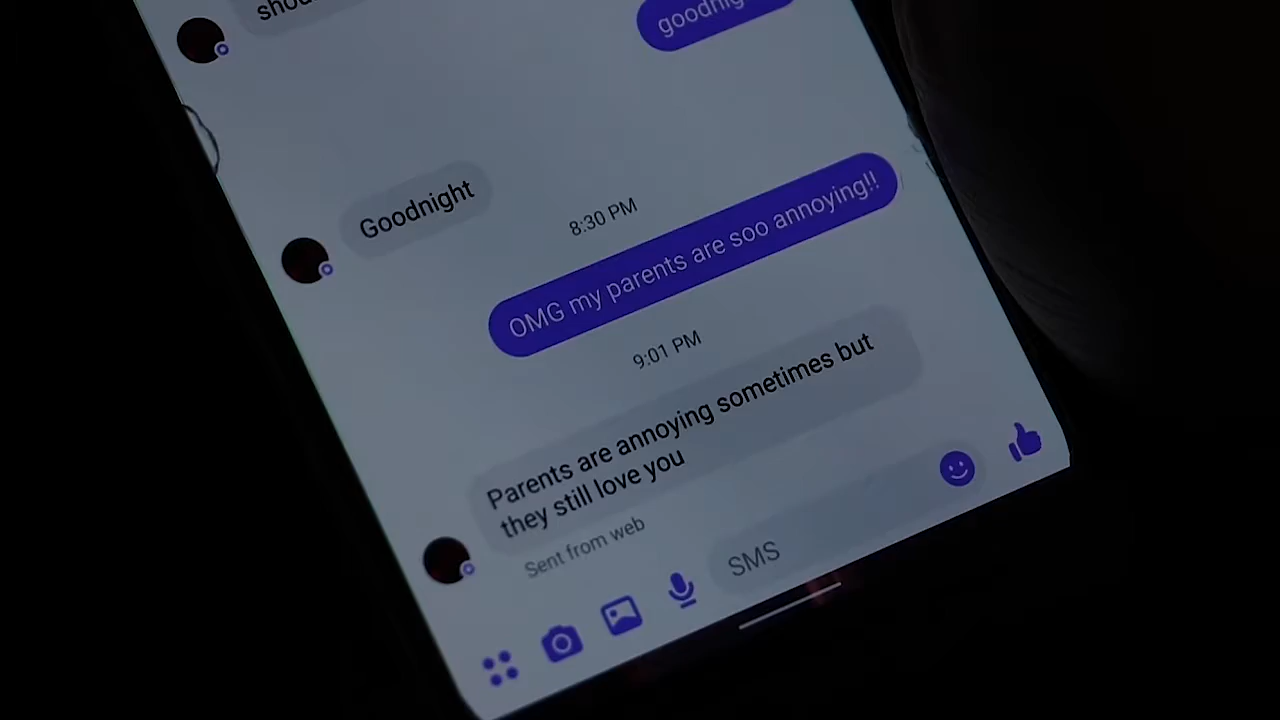 Goodnight
8:30 PM
OMG my parents are soo annoying!!
9:01 PM
Parents are annoying sometimes but
they still love you
Sent from web
SMS